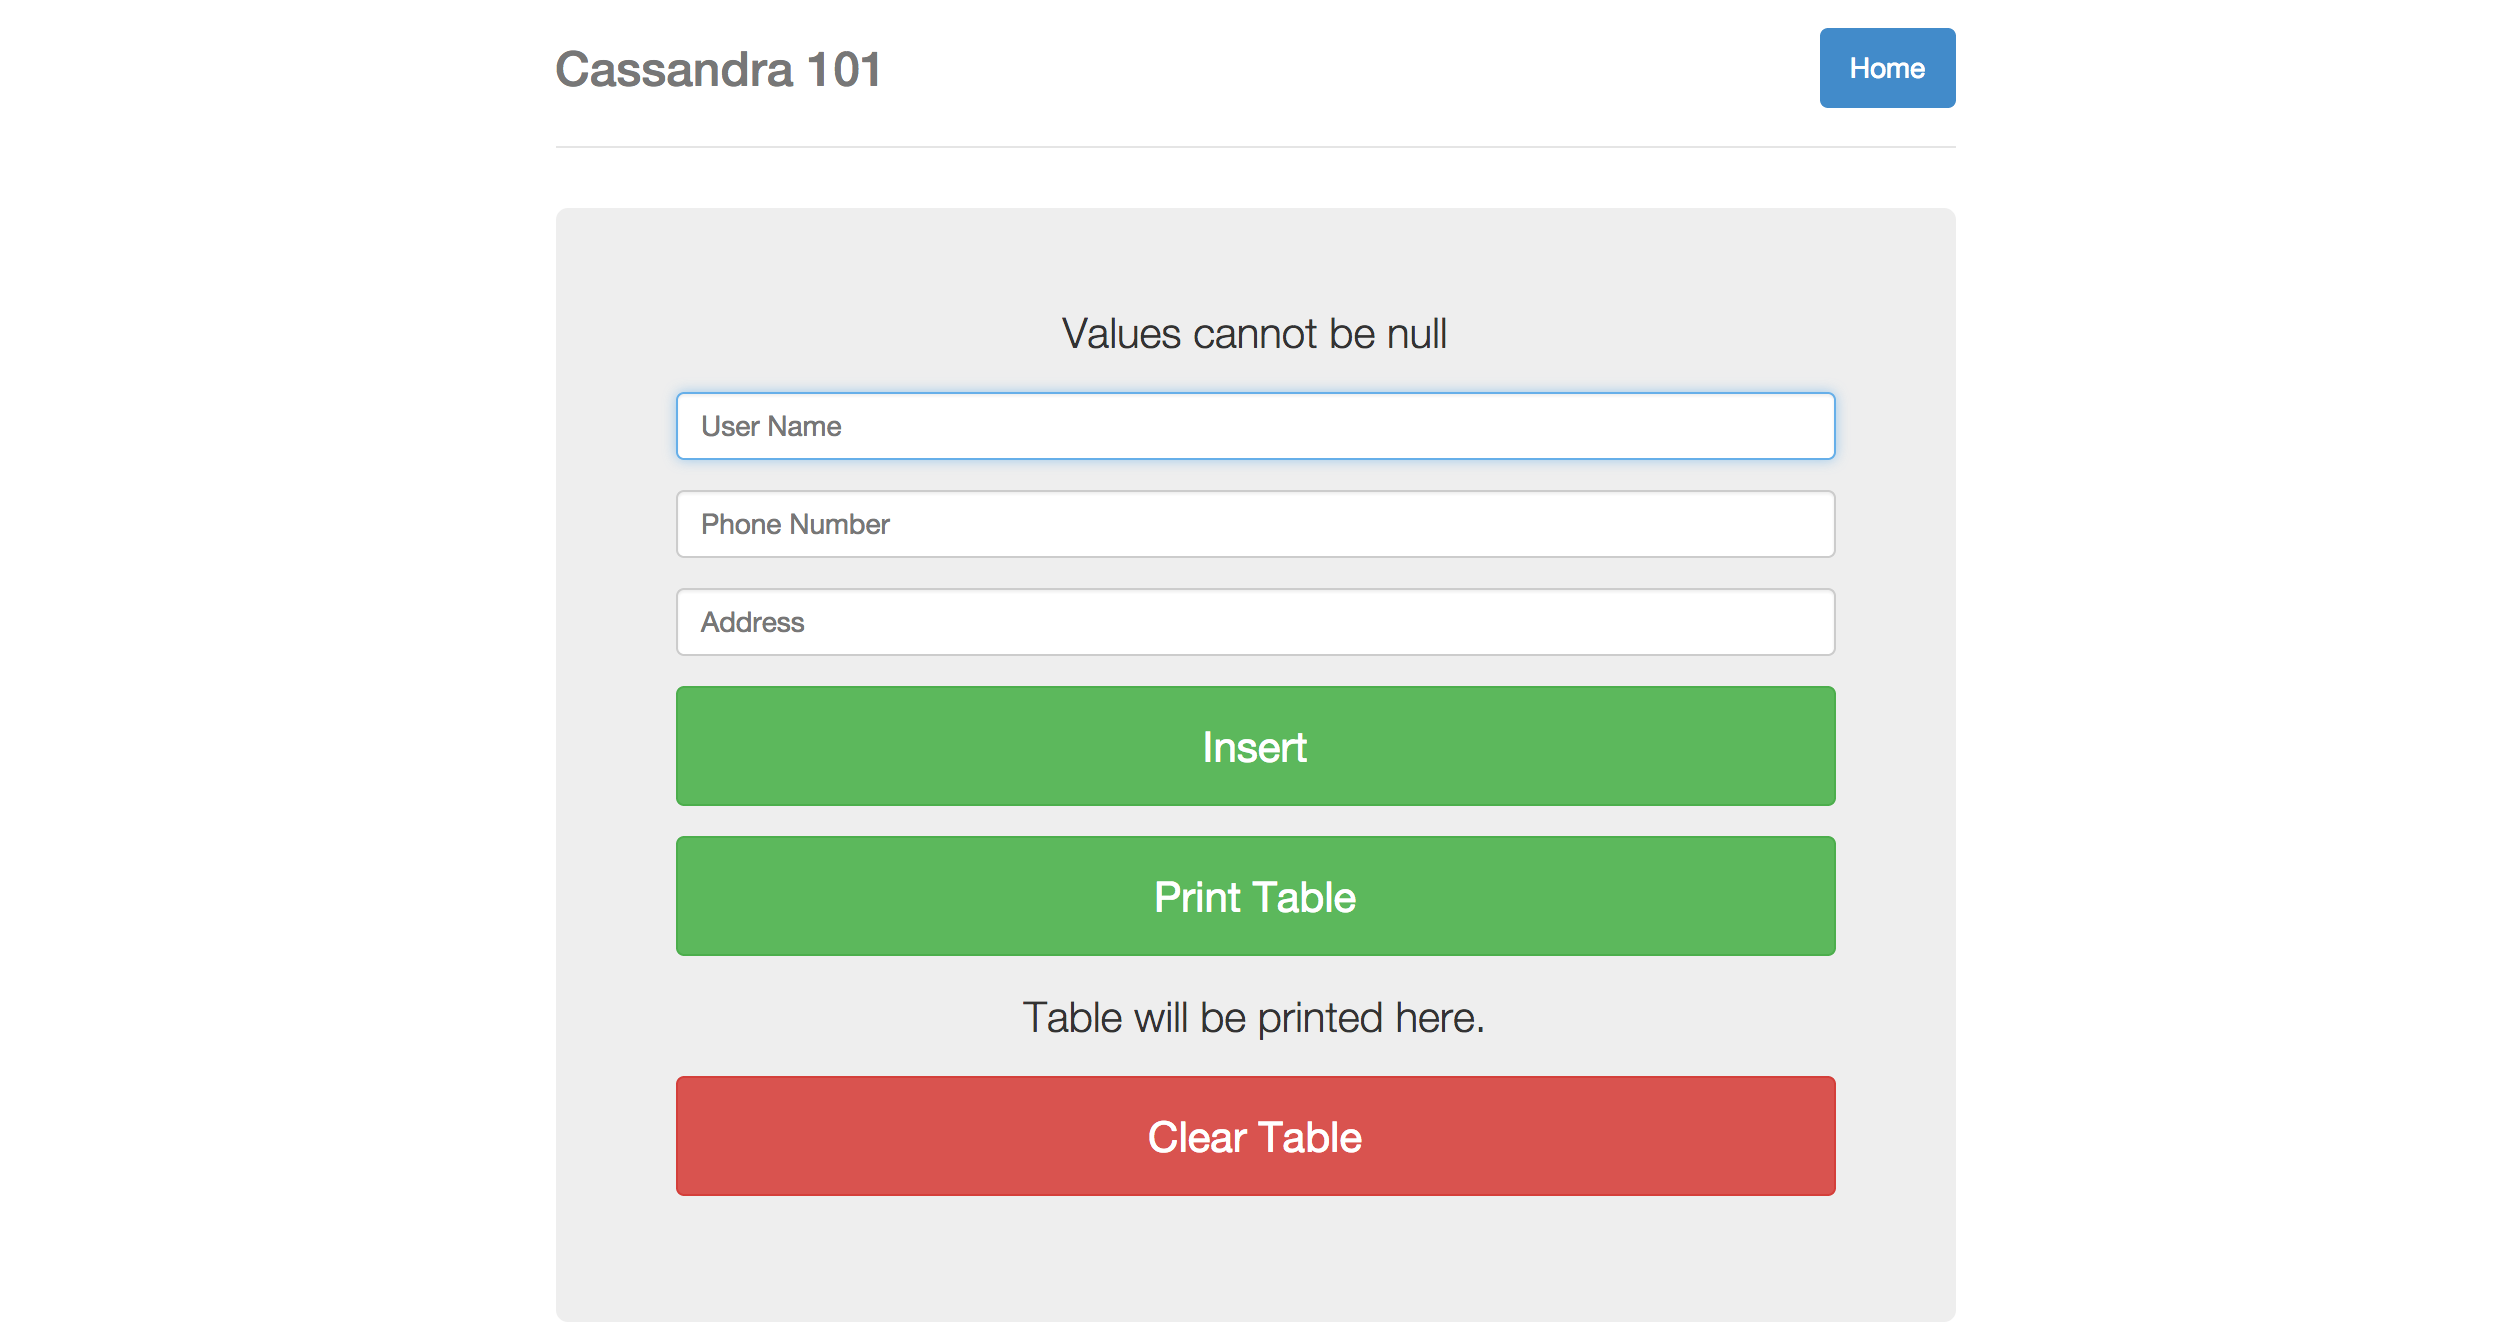 Cassandra 101
Home
Values cannot be null
User Name
Phone Number
Address
Insert
Print Table
Table will be printed here.
Clear Table